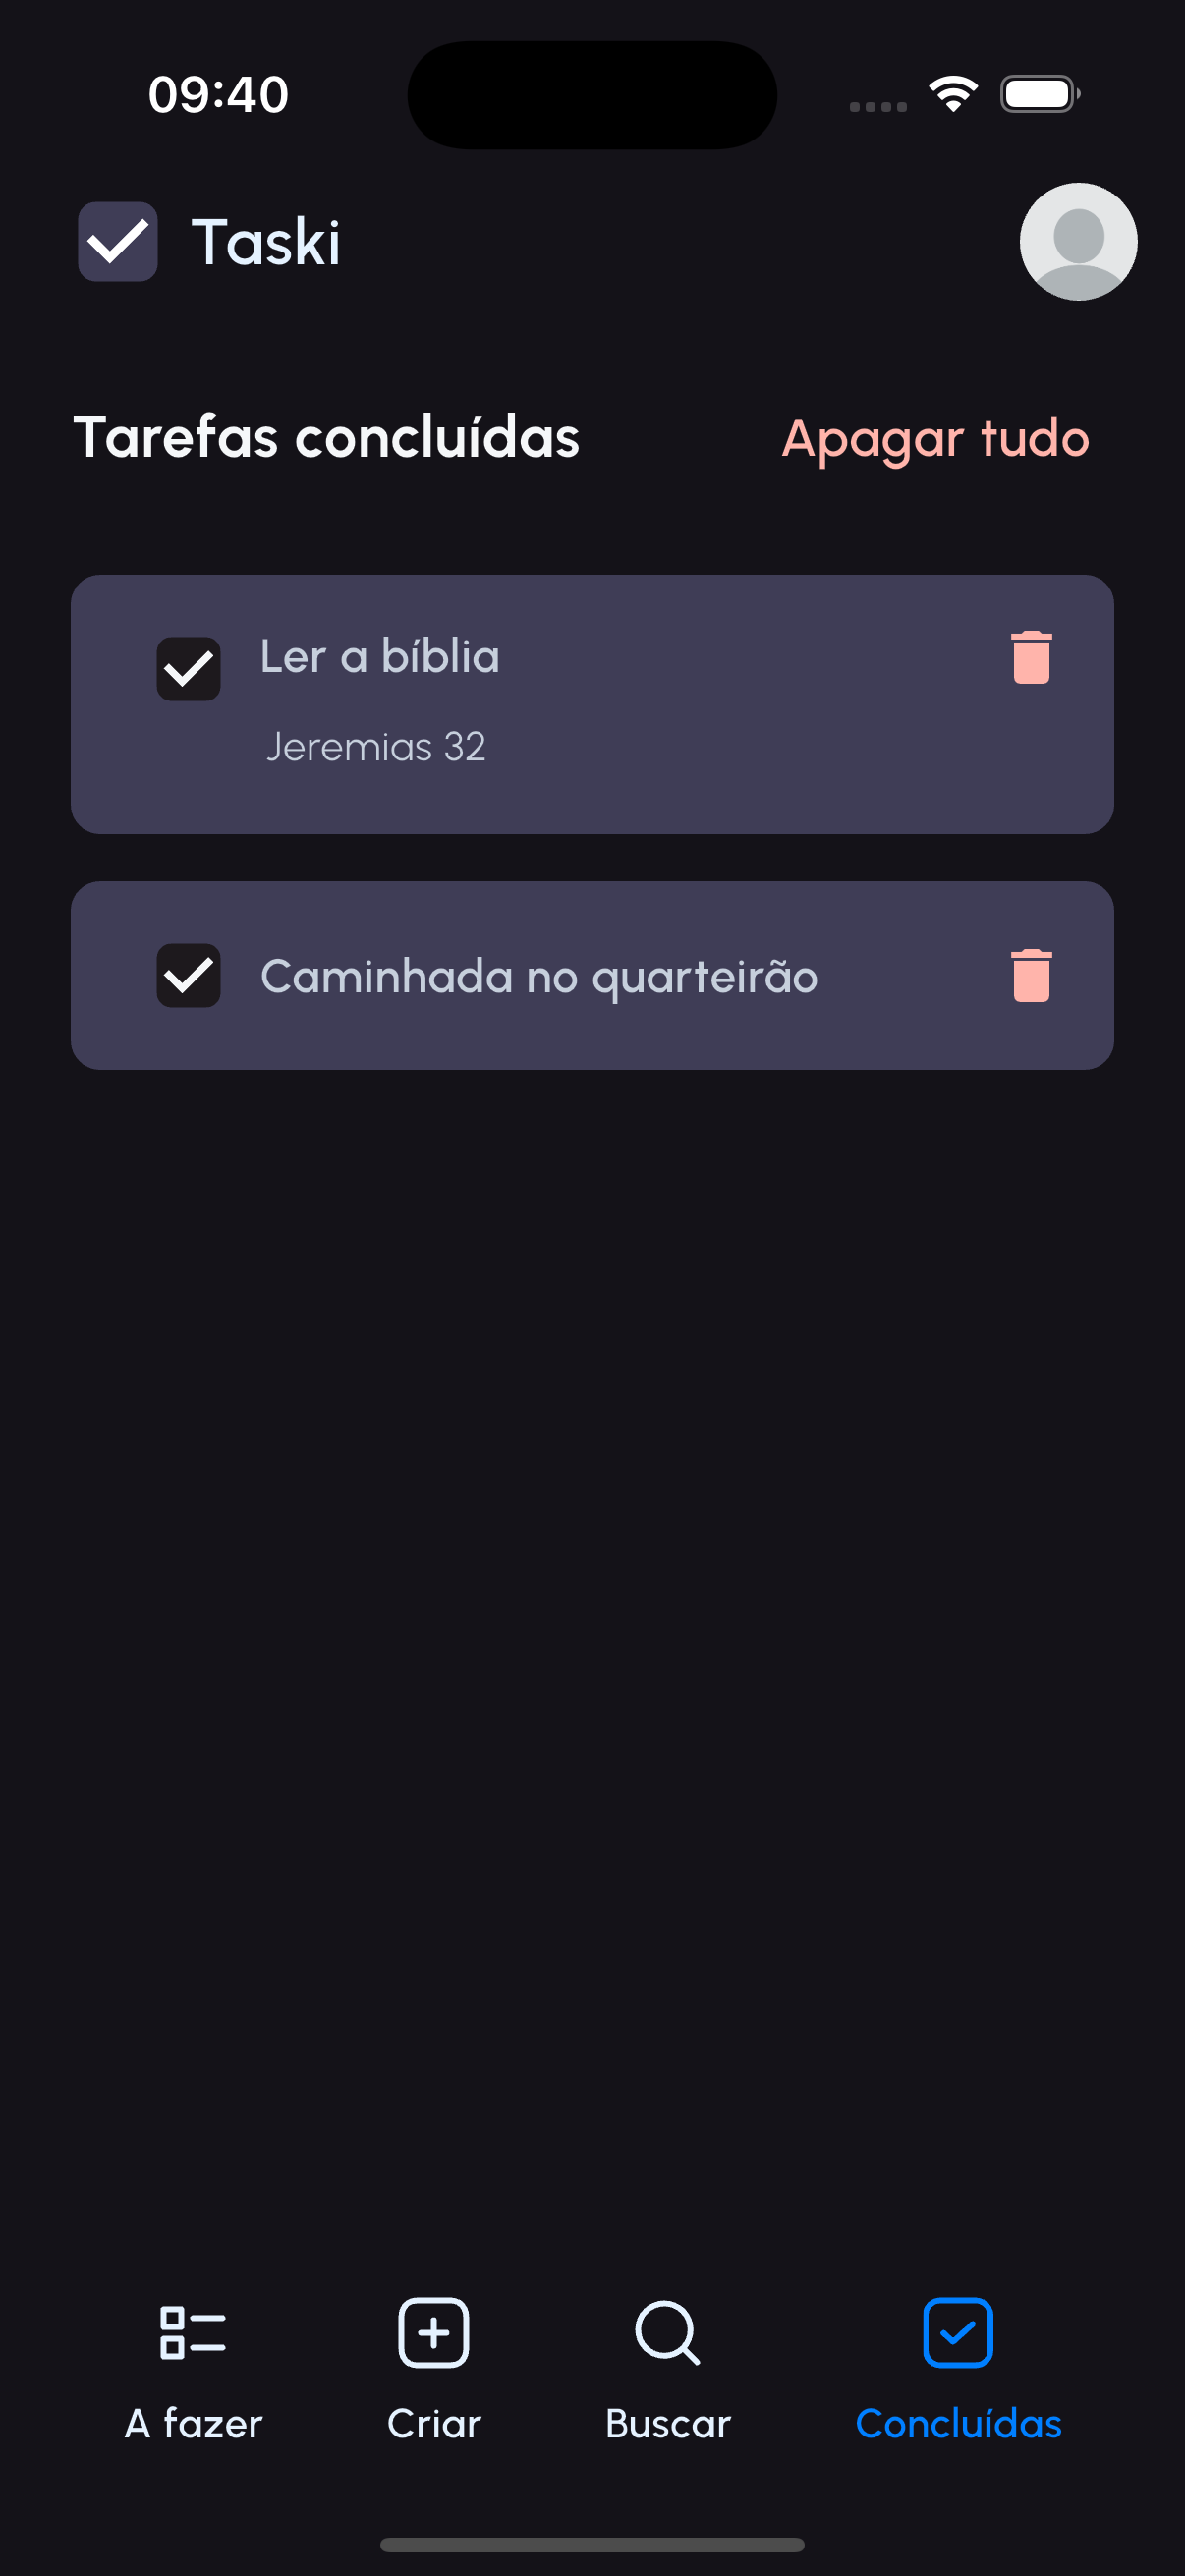 09:40
Taski
Tarefas concluídas
Apagar tudo
Ler a bíblia
Jeremias 32
Caminhada no quarteirão
A fazer
Criar
Buscar
Concluídas